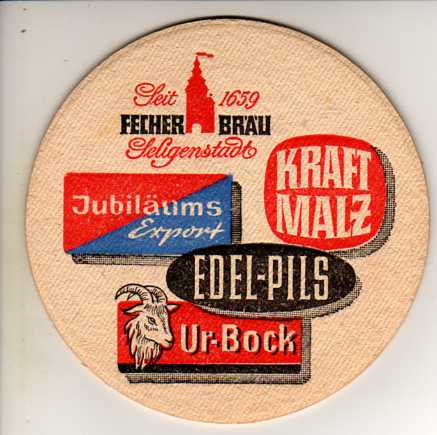 Seit 1659
FECHER BRÄU
Seligenstadt
KRAFT
MALZ
Jubiläums
Export
EDEL-PILS
Ur-Bock